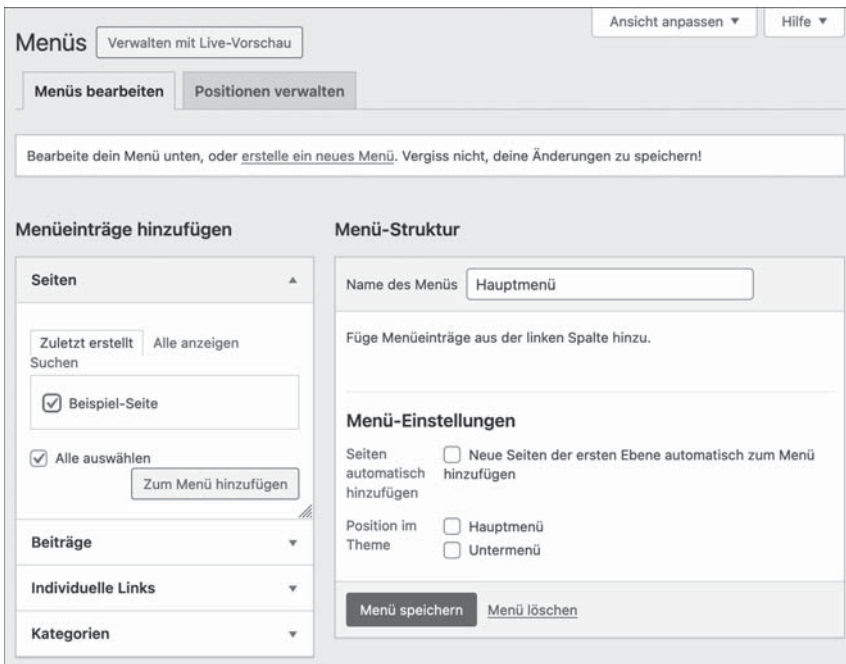 Ansicht anpassen ▼
Hilfe ▼
Menüs
Verwalten mit Live-Vorschau
Menüs bearbeiten
Positionen verwalten
Bearbeite dein Menü unten, oder erstelle ein neues Menü. Vergiss nicht, deine Änderungen zu speichern!
Menüeinträge hinzufügen
Seiten ▲
Zuletzt erstellt
Alle anzeigen
Suchen
Beispiel-Seite
Alle auswählen
Zum Menü hinzufügen
Beiträge ▼
Individuelle Links ▼
Kategorien ▼
Menü-Struktur
Name des Menüs
Hauptmenü
Füge Menüeinträge aus der linken Spalte hinzu.
Menü-Einstellungen
Seiten
automatisch
hinzufügen
Neue Seiten der ersten Ebene automatisch zum Menü
hinzufügen
Position im
Theme
Hauptmenü
Untermenü
Menü speichern
Menü löschen